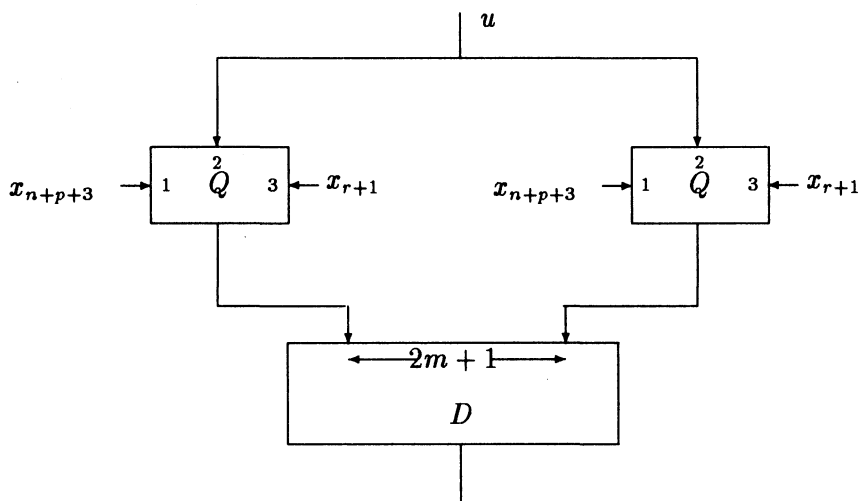 u
2 2
x_{n+p+3} 1 Q 3 x_{r+1} x_{n+p+3} 1 Q 3 x_{r+1}
2m + 1
D